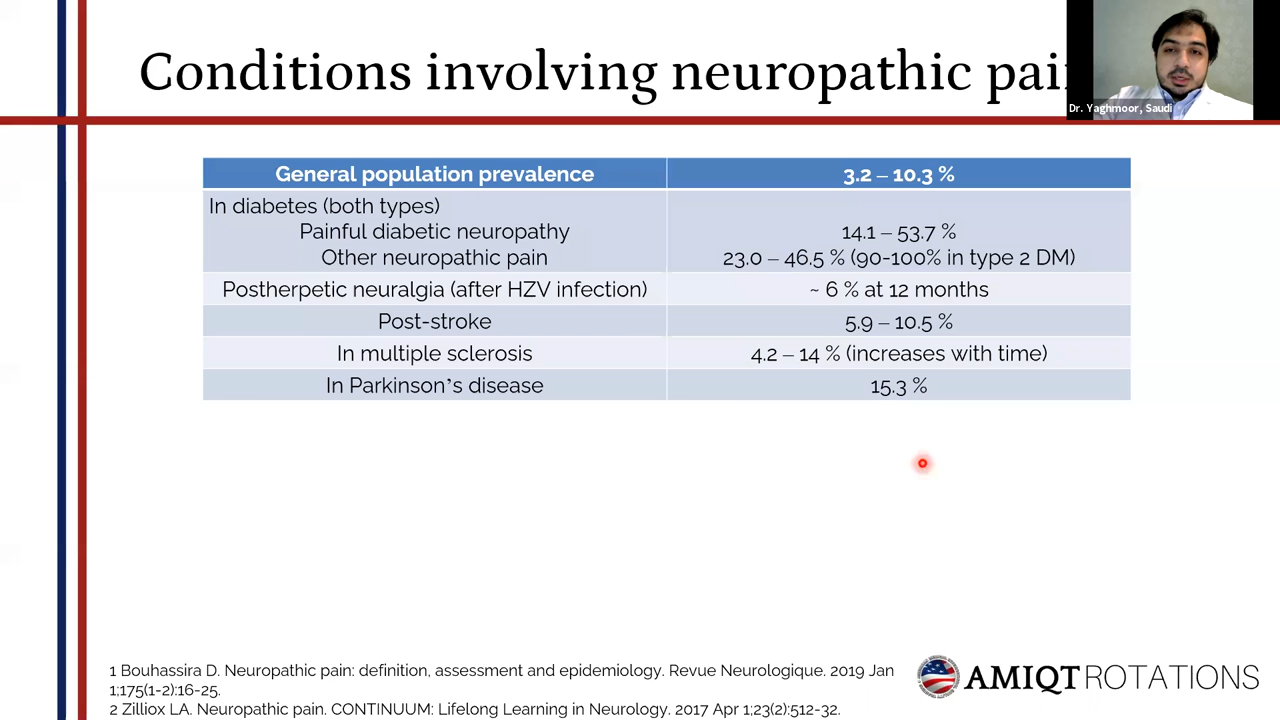 Conditions involving neuropathic pai
Dr. Yaghmoor, Saudi
General population prevalence 3.2 – 10.3 %
In diabetes (both types)
Painful diabetic neuropathy 14.1 – 53.7 %
Other neuropathic pain 23.0 – 46.5 % (90-100% in type 2 DM)
Postherpetic neuralgia (after HZV infection) ~ 6 % at 12 months
Post-stroke 5.9 – 10.5 %
In multiple sclerosis 4.2 – 14 % (increases with time)
In Parkinson’s disease 15.3 %
1 Bouhassira D. Neuropathic pain: definition, assessment and epidemiology. Revue Neurologique. 2019 Jan
1;175(1-2):16-25.
2 Zilliox LA. Neuropathic pain. CONTINUUM: Lifelong Learning in Neurology. 2017 Apr 1;23(2):512-32.
AMIQT ROTATIONS